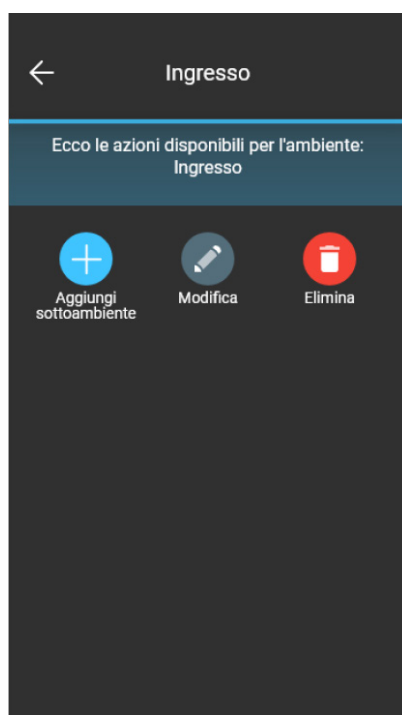 Ingresso
Ecco le azioni disponibili per l'ambiente:
Ingresso
Aggiungi
sottoambiente
Modifica
Elimina